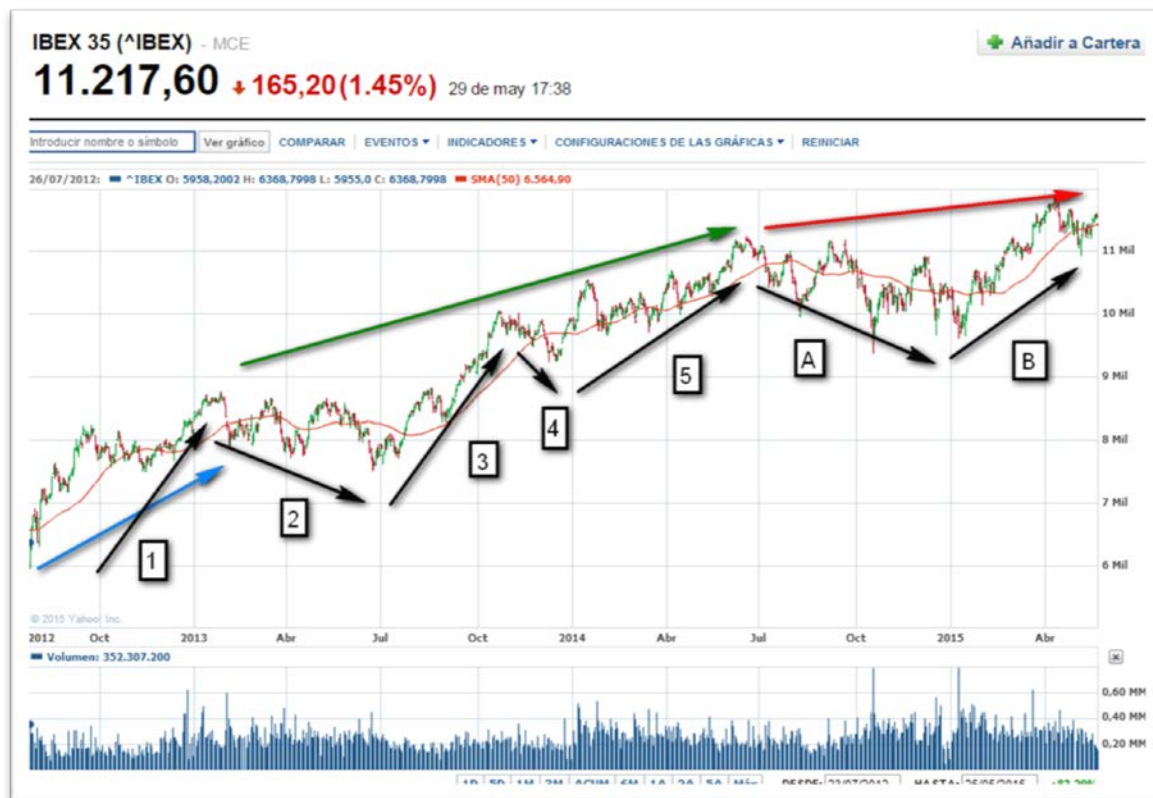 IBEX 35 (^IBEX) - MCE
Añadir a Cartera
11.217,60 165,20(1.45%) 29 de may 17:38
Introducir nombre o símbolo Ver gráfico COMPARAR EVENTOS INDICADORES CONFIGURACIONES DE LAS GRÁFICAS REINICIAR
26/07/2012: ^IBEX O: 5958,2002 H: 6368,7998 L: 5955,0 C: 6368,7998 SMA(50) 6.564,90
11 Mil
10 Mil
9 Mil
8 Mil
7 Mil
6 Mil
1
2
3
4
5
A
B
© 2015 Yahoo! Inc.
2012 Oct 2013 Abr Jul Oct 2014 Abr Jul Oct 2015 Abr
Volumen: 352.307.200
0,60 MM
0,40 MM
0,20 MM
1D 5D 1M 3M ACUM 6M 1A 2A 5A Máx DESDE: HASTA: